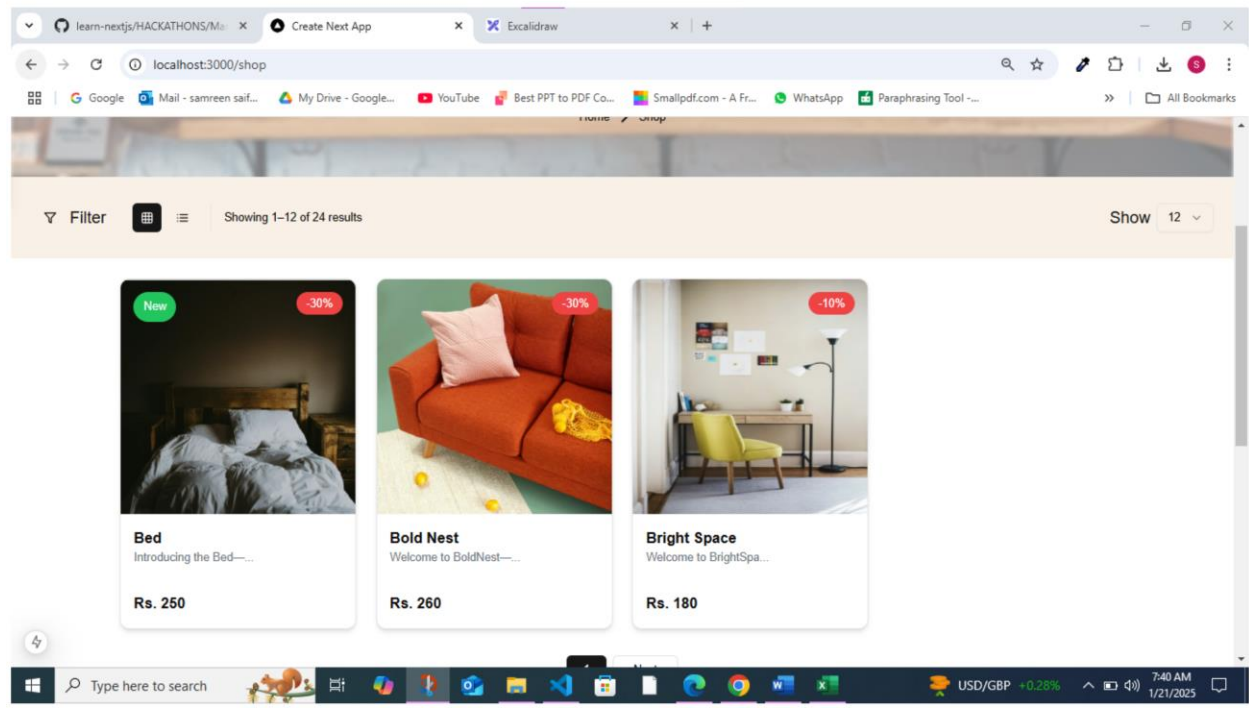 learn-nextjs/HACKATHONS/Ma
Create Next App
Excalidraw
localhost:3000/shop
S
Google
Mail - samreen saif...
My Drive - Google...
YouTube
Best PPT to PDF Co...
Smallpdf.com - A Fr...
WhatsApp
Paraphrasing Tool -...
All Bookmarks
Home > Shop
Filter
Showing 1–12 of 24 results
Show 12
New
-30%
-30%
-10%
Bed
Introducing the Bed—...
Rs. 250
Bold Nest
Welcome to BoldNest—...
Rs. 260
Bright Space
Welcome to BrightSpa...
Rs. 180
Type here to search
USD/GBP +0.28%
7:40 AM
1/21/2025